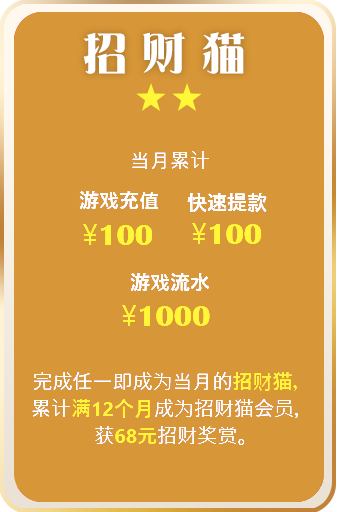 招财猫
★★
当月累计
游戏充值 快速提款
¥100 ¥100
游戏流水
¥1000
完成任一即成为当月的招财猫,
累计满12个月成为招财猫会员,
获68元招财奖赏。